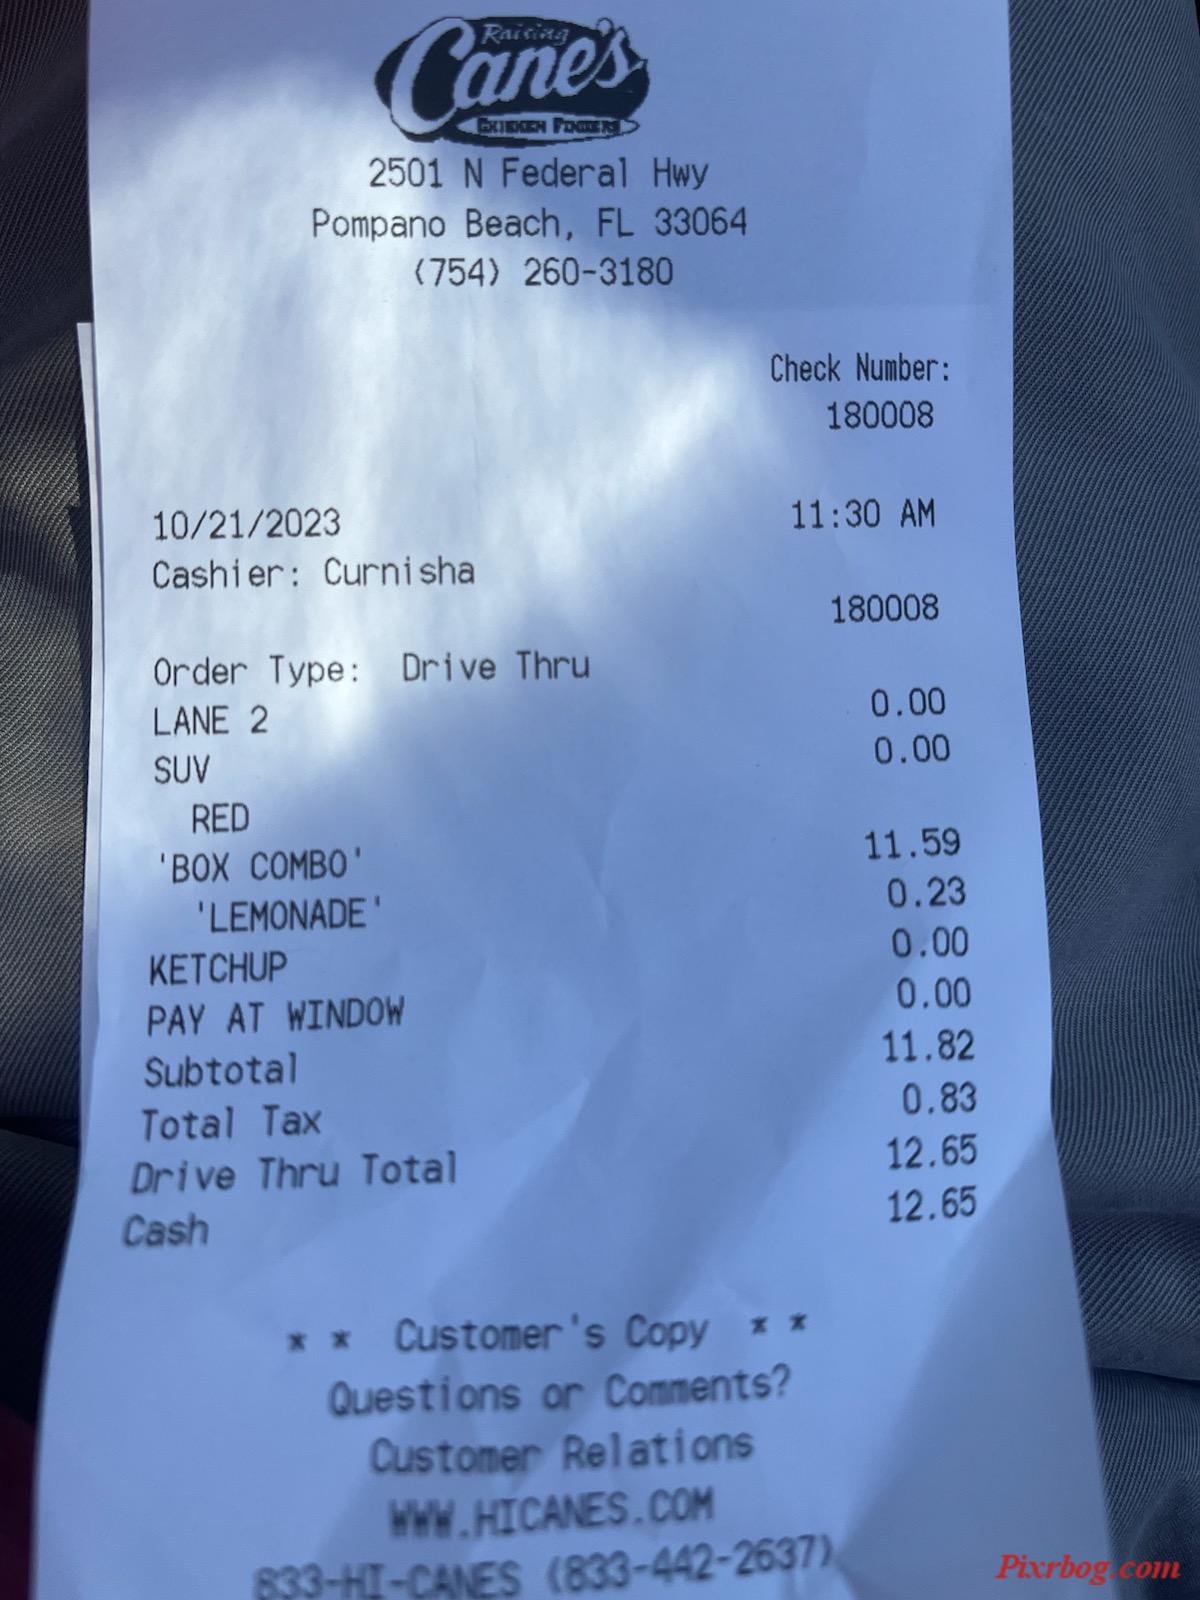 Raising
Cane's
CHICKEN FINGERS
2501 N Federal Hwy
Pompano Beach, FL 33064
(754) 260-3180
Check Number:
180008
10/21/2023 11:30 AM
Cashier: Curnisha
180008
Order Type: Drive Thru
LANE 2 0.00
SUV 0.00
RED
'BOX COMBO' 11.59
'LEMONADE' 0.23
KETCHUP 0.00
PAY AT WINDOW 0.00
Subtotal 11.82
Total Tax 0.83
Drive Thru Total 12.65
Cash 12.65
* * Customer's Copy * *
Questions or Comments?
Customer Relations
WWW.HICANES.COM
833-HI-CANES (833-442-2637)
Pixrbog.com